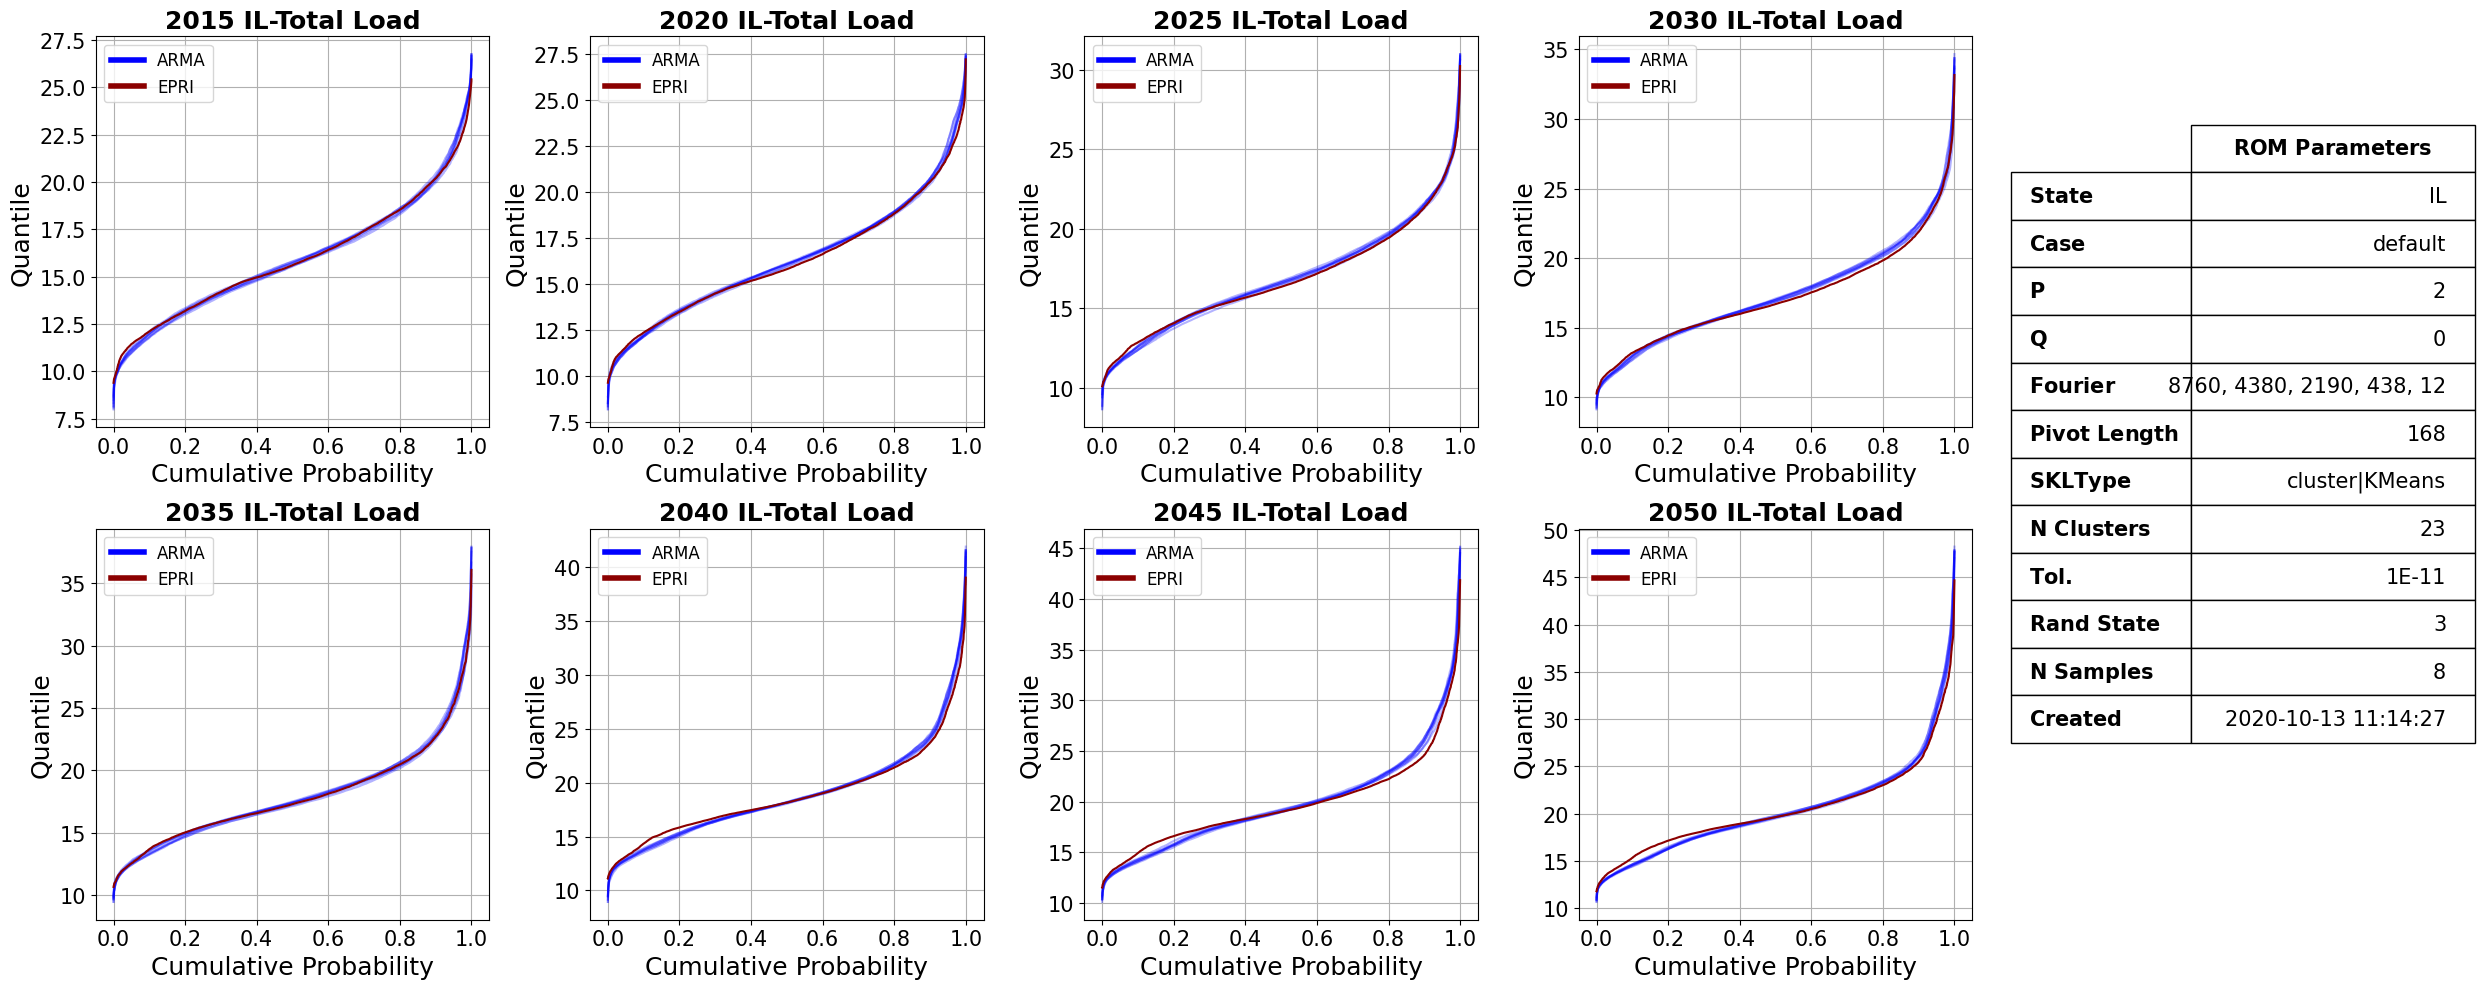 2015 IL-Total Load
27.5
25.0
22.5
20.0
17.5
15.0
12.5
10.0
7.5
Quantile
ARMA
EPRI
0.0 0.2 0.4 0.6 0.8 1.0
Cumulative Probability
2020 IL-Total Load
27.5
25.0
22.5
20.0
17.5
15.0
12.5
10.0
7.5
Quantile
ARMA
EPRI
0.0 0.2 0.4 0.6 0.8 1.0
Cumulative Probability
2025 IL-Total Load
30
25
20
15
10
Quantile
ARMA
EPRI
0.0 0.2 0.4 0.6 0.8 1.0
Cumulative Probability
2030 IL-Total Load
35
30
25
20
15
10
Quantile
ARMA
EPRI
0.0 0.2 0.4 0.6 0.8 1.0
Cumulative Probability
2035 IL-Total Load
35
30
25
20
15
10
Quantile
ARMA
EPRI
0.0 0.2 0.4 0.6 0.8 1.0
Cumulative Probability
2040 IL-Total Load
40
35
30
25
20
15
10
Quantile
ARMA
EPRI
0.0 0.2 0.4 0.6 0.8 1.0
Cumulative Probability
2045 IL-Total Load
45
40
35
30
25
20
15
10
Quantile
ARMA
EPRI
0.0 0.2 0.4 0.6 0.8 1.0
Cumulative Probability
2050 IL-Total Load
50
45
40
35
30
25
20
15
10
Quantile
ARMA
EPRI
0.0 0.2 0.4 0.6 0.8 1.0
Cumulative Probability
ROM Parameters
State IL
Case default
P 2
Q 0
Fourier 8760, 4380, 2190, 438, 12
Pivot Length 168
SKLType cluster|KMeans
N Clusters 23
Tol. 1E-11
Rand State 3
N Samples 8
Created 2020-10-13 11:14:27